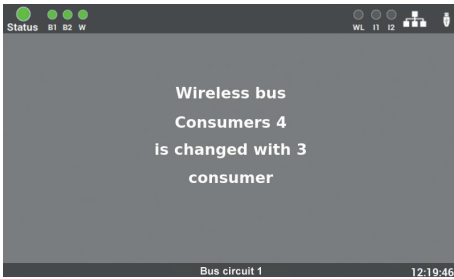 Status B1 B2 W WL I1 I2
Wireless bus
Consumers 4
is changed with 3
consumer
Bus circuit 1 12:19:46